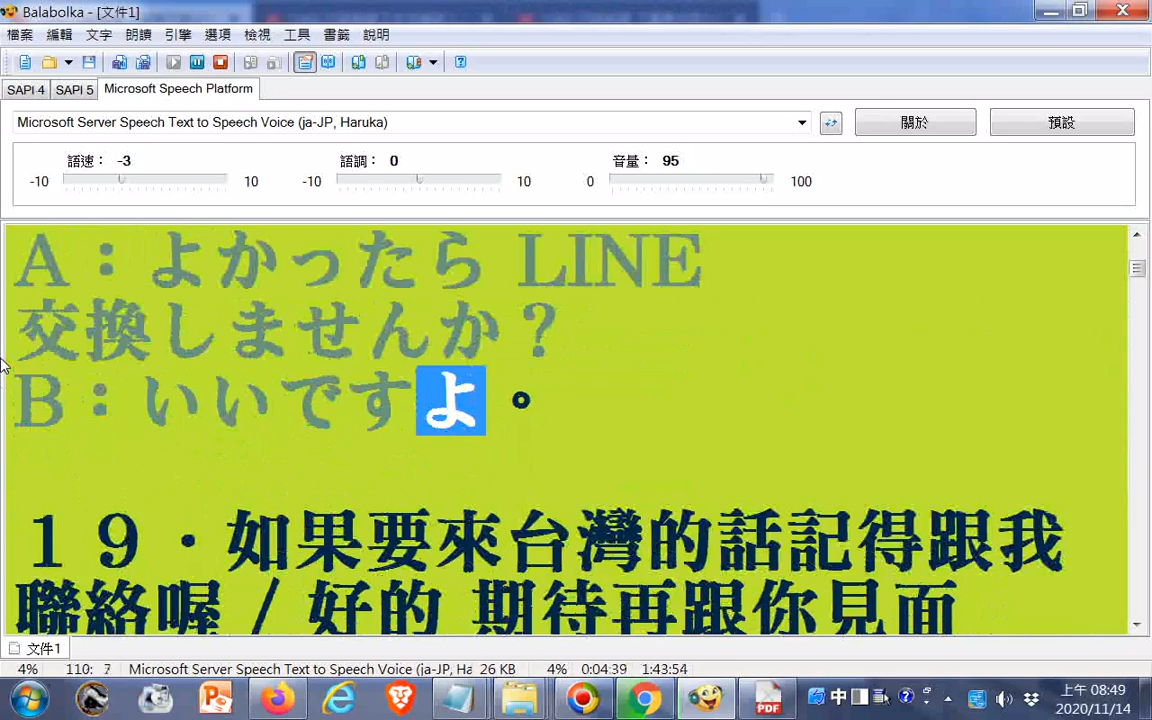 Balabolka - [文件1]
檔案 編輯 文字 朗讀 引擎 選項 檢視 工具 書籤 說明
SAPI 4 SAPI 5 Microsoft Speech Platform
Microsoft Server Speech Text to Speech Voice (ja-JP, Haruka) 關於 預設
語速： -3 語調： 0 音量： 95
-10 10 -10 10 0 100
A：よかったら LINE
交換しませんか？
B：いいですよ。
１９．如果要來台灣的話記得跟我
聯絡喔 / 好的 期待再跟你見面
文件1
4% 110: 7 Microsoft Server Speech Text to Speech Voice (ja-JP, Ha 26 KB 4% 0:04:39 1:43:54
中 上午 08:49
PDF 2020/11/14